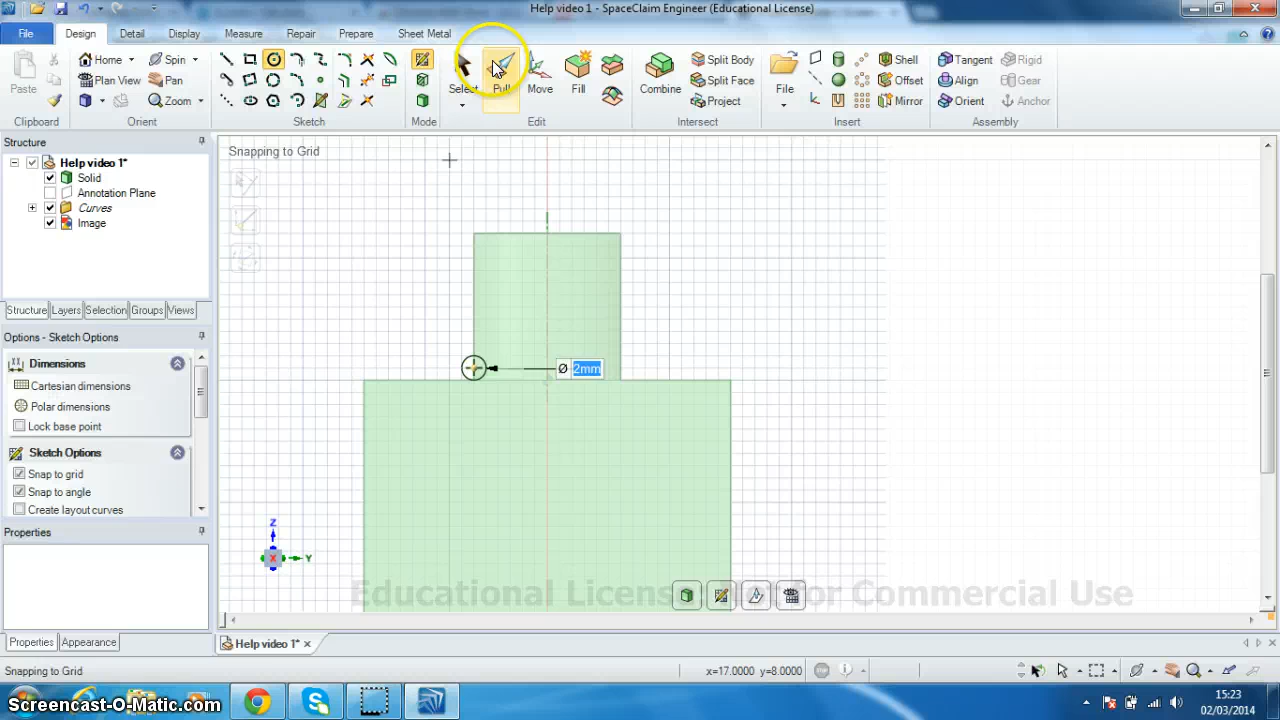 Help video 1 - SpaceClaim Engineer (Educational License)
File Design Detail Display Measure Repair Prepare Sheet Metal
Paste
Clipboard
Home Spin
Plan View Pan
Zoom
Orient
Sketch
Mode
Select Pull Move Fill
Edit
Combine
Split Body
Split Face
Project
Intersect
File
Shell
Offset
Mirror
Insert
Tangent Rigid
Align Gear
Orient Anchor
Assembly
Structure
Help video 1*
Solid
Annotation Plane
Curves
Image
Structure Layers Selection Groups Views
Options - Sketch Options
Dimensions
Cartesian dimensions
Polar dimensions
Lock base point
Sketch Options
Snap to grid
Snap to angle
Create layout curves
Properties
Properties Appearance
Snapping to Grid
Ø 2mm
Z
X Y
Educational License - Not for Commercial Use
Help video 1*
Snapping to Grid
x=17.0000 y=8.0000
Screencast-O-Matic.com
15:23
02/03/2014